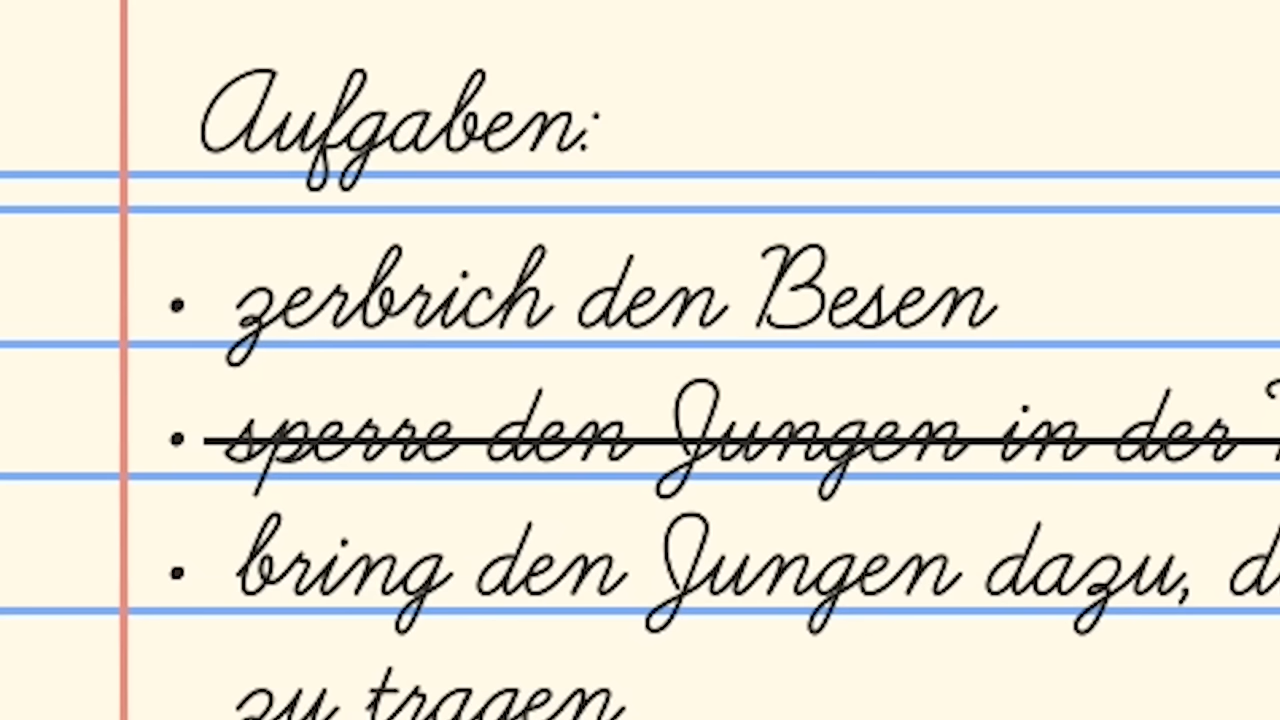 Aufgaben:
• zerbrich den Besen
• sperre den Jungen in der
• bring den Jungen dazu,
zu tragen